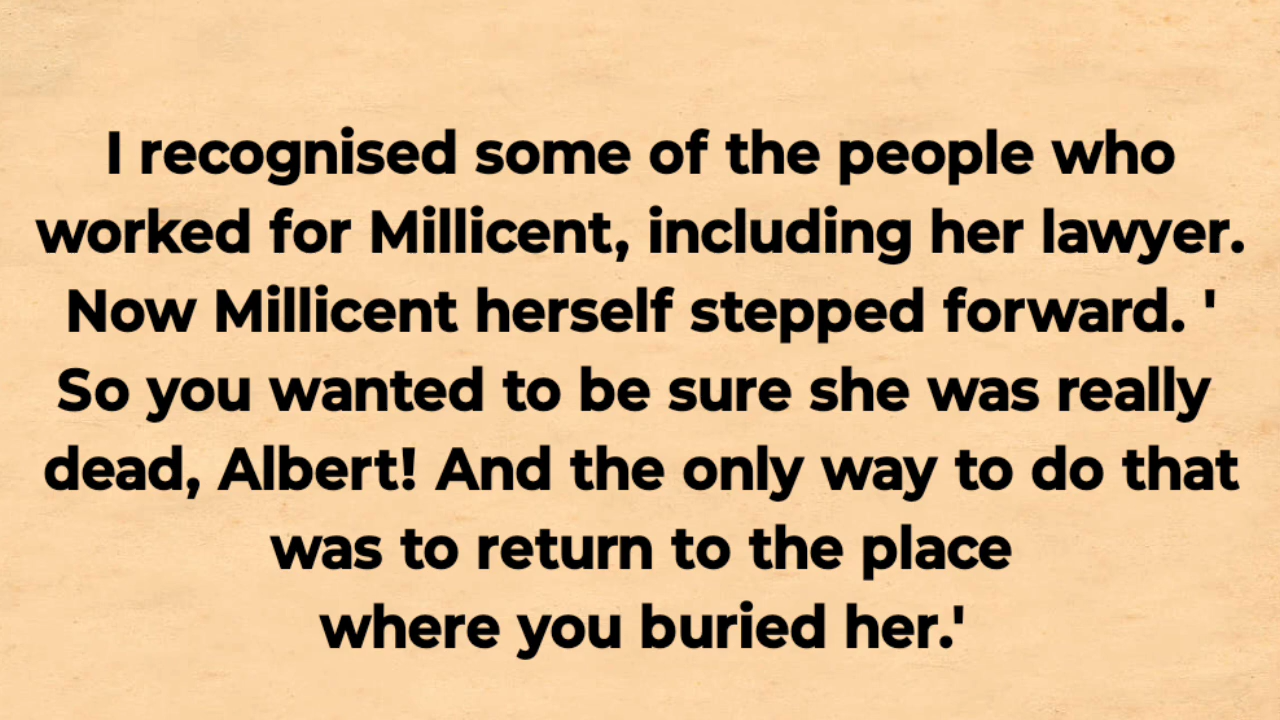 I recognised some of the people who
worked for Millicent, including her lawyer.
Now Millicent herself stepped forward. '
So you wanted to be sure she was really
dead, Albert! And the only way to do that
was to return to the place
where you buried her.'